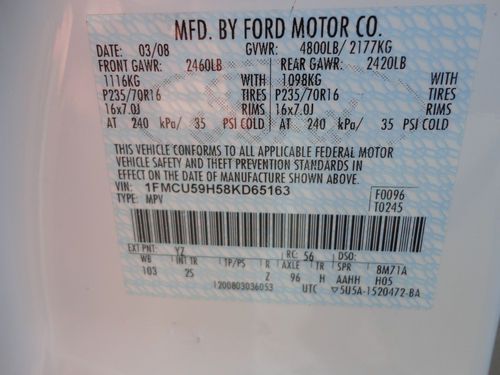 MFD. BY FORD MOTOR CO.
DATE: 03/08 GVWR: 4800LB/ 2177KG
FRONT GAWR: 2460LB REAR GAWR: 2420LB
1116KG WITH 1098KG WITH
P235/70R16 TIRES P235/70R16 TIRES
16x7.0J RIMS 16x7.0J RIMS
AT 240 kPa/ 35 PSI COLD AT 240 kPa/ 35 PSI COLD
THIS VEHICLE CONFORMS TO ALL APPLICABLE FEDERAL MOTOR
VEHICLE SAFETY AND THEFT PREVENTION STANDARDS IN
EFFECT ON THE DATE OF MANUFACTURE SHOWN ABOVE.
VIN: 1FMCU59H58KD65163 F0096
TYPE: MPV T0245
EXT PNT: YZ RC: 56 DSO:
WB INT TR TP/PS R AXLE TR SPR 8M71A
103 25 Z 96 H AAHH H05
1200803036053 UTC ▽5U5A-1520472-BA